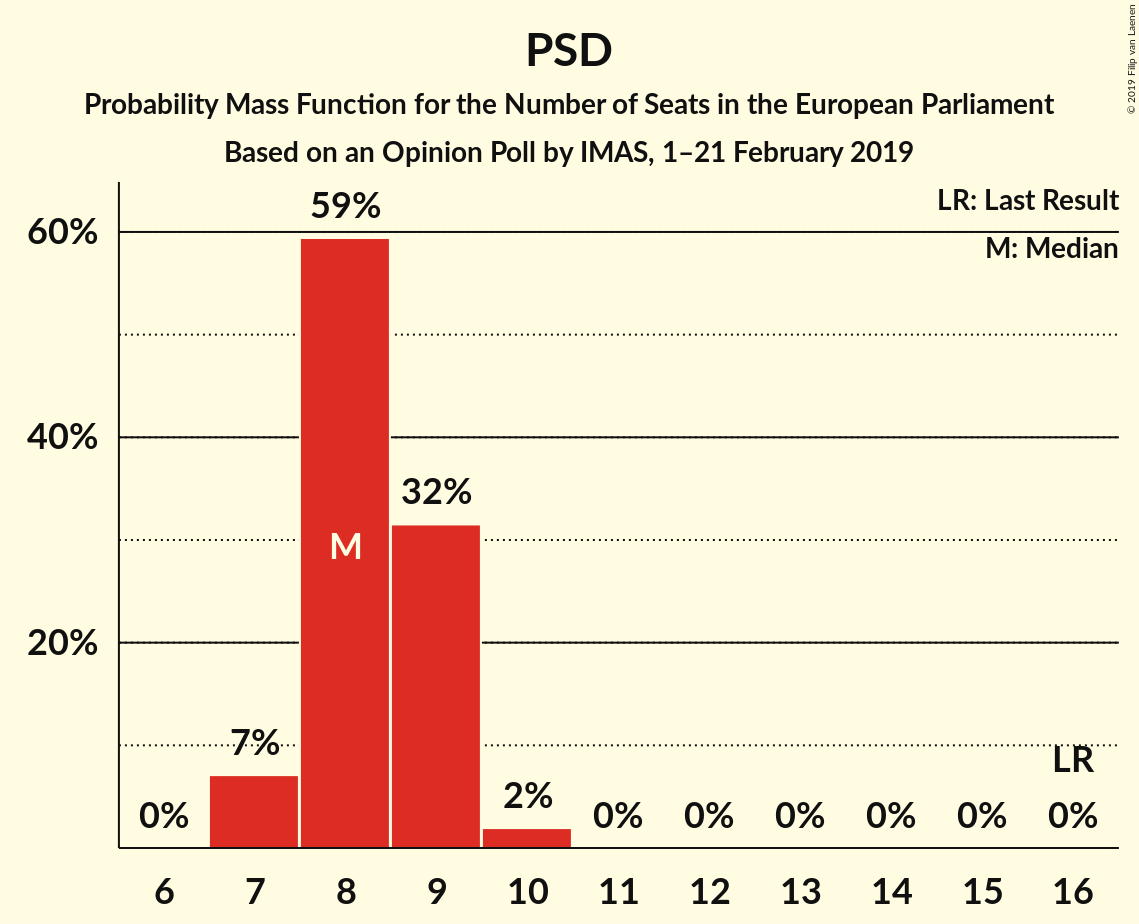 PSD
Probability Mass Function for the Number of Seats in the European Parliament
Based on an Opinion Poll by IMAS, 1–21 February 2019
© 2019 Filip van Laenen
LR: Last Result
M: Median
60%
40%
20%
0%
7%
59%
M
32%
2%
0%
0%
0%
0%
0%
LR
0%
6 7 8 9 10 11 12 13 14 15 16